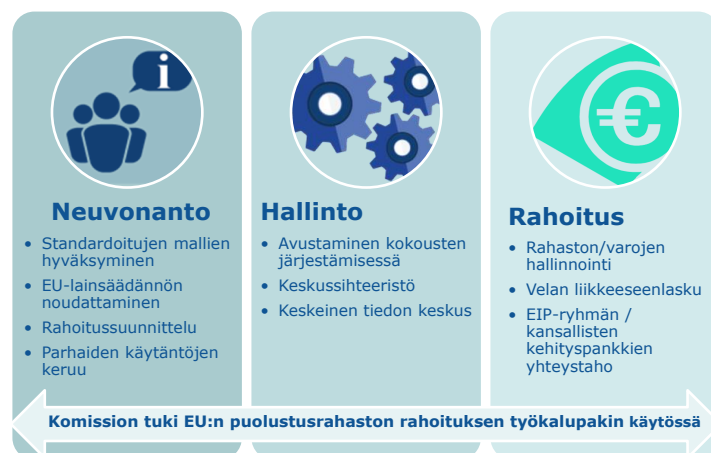 i
Neuvonanto
• Standardoitujen mallien
hyväksyminen
• EU-lainsäädännön
noudattaminen
• Rahoitussuunnittelu
• Parhaiden käytäntöjen
keruu
Hallinto
• Avustaminen kokousten
järjestämisessä
• Keskussihteeristö
• Keskeinen tiedon keskus
€
Rahoitus
• Rahaston/varojen
hallinnointi
• Velan liikkeeseenlasku
• EIP-ryhmän /
kansallisten
kehityspankkien
yhteystaho
Komission tuki EU:n puolustusrahaston rahoituksen työkalupakin käytössä